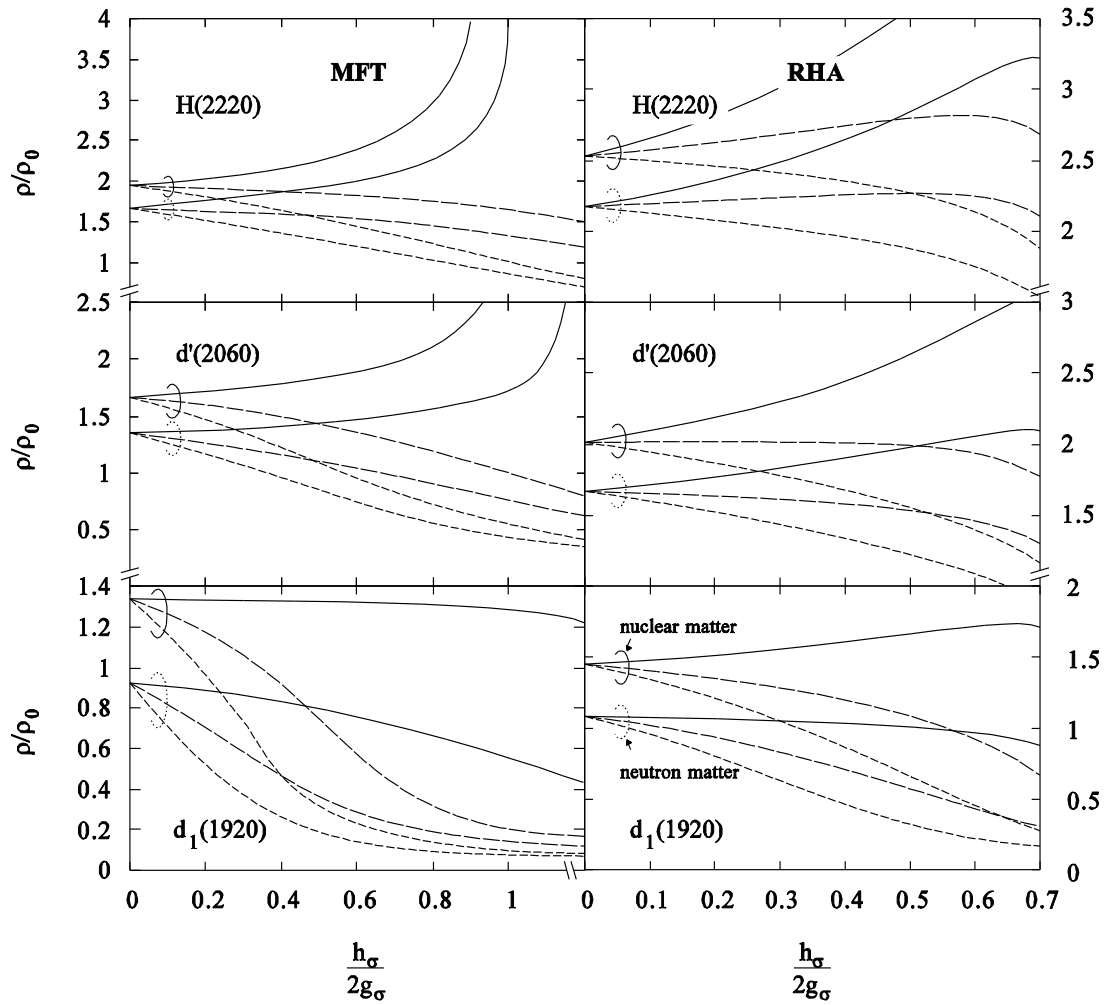 4
3.5
3
2.5
2
1.5
1
ρ/ρ0
MFT
H(2220)
RHA
H(2220)
3.5
3
2.5
2
2.5
2
1.5
1
0.5
ρ/ρ0
d'(2060)
d'(2060)
3
2.5
2
1.5
1.4
1.2
1
0.8
0.6
0.4
0.2
0
ρ/ρ0
d1(1920)
nuclear matter
neutron matter
d1(1920)
2
1.5
1
0.5
0
0 0.2 0.4 0.6 0.8 1
0 0.1 0.2 0.3 0.4 0.5 0.6 0.7
hσ
2gσ
hσ
2gσ